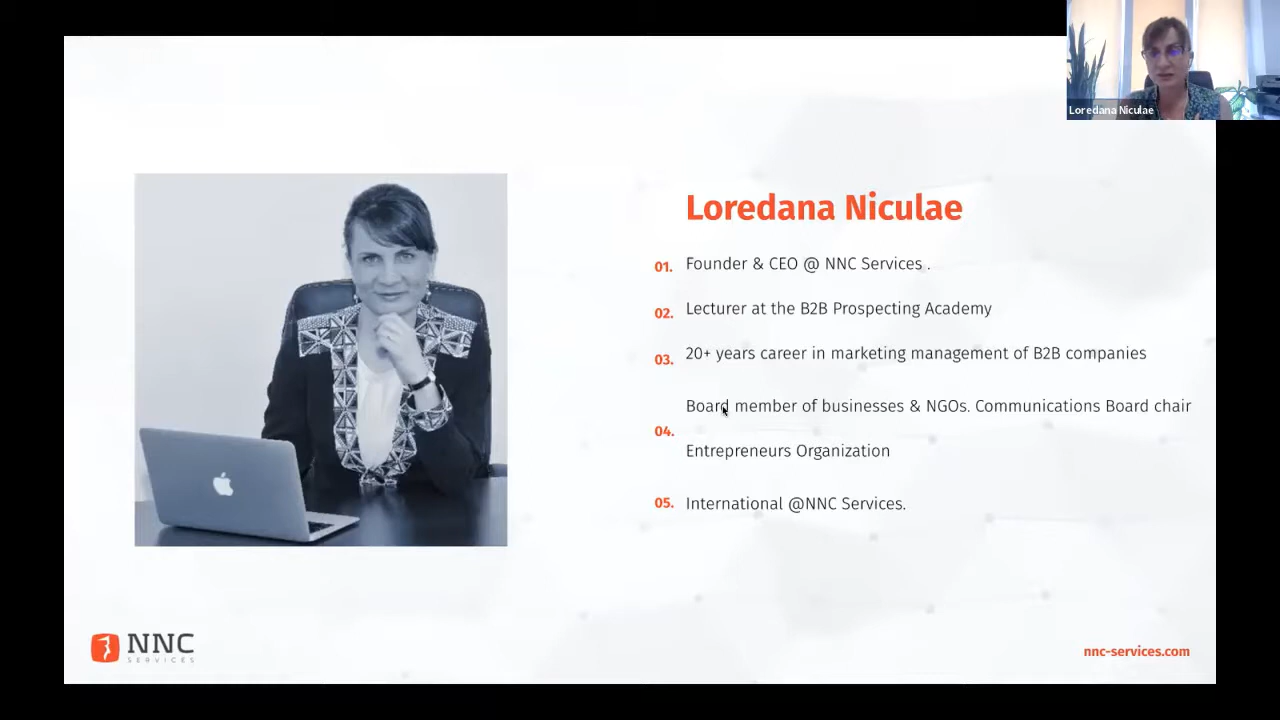 Loredana Niculae
Loredana Niculae
01. Founder & CEO @ NNC Services .
02. Lecturer at the B2B Prospecting Academy
03. 20+ years career in marketing management of B2B companies
Board member of businesses & NGOs. Communications Board chair
04.
Entrepreneurs Organization
05. International @NNC Services.
NNC
SERVICES
nnc-services.com